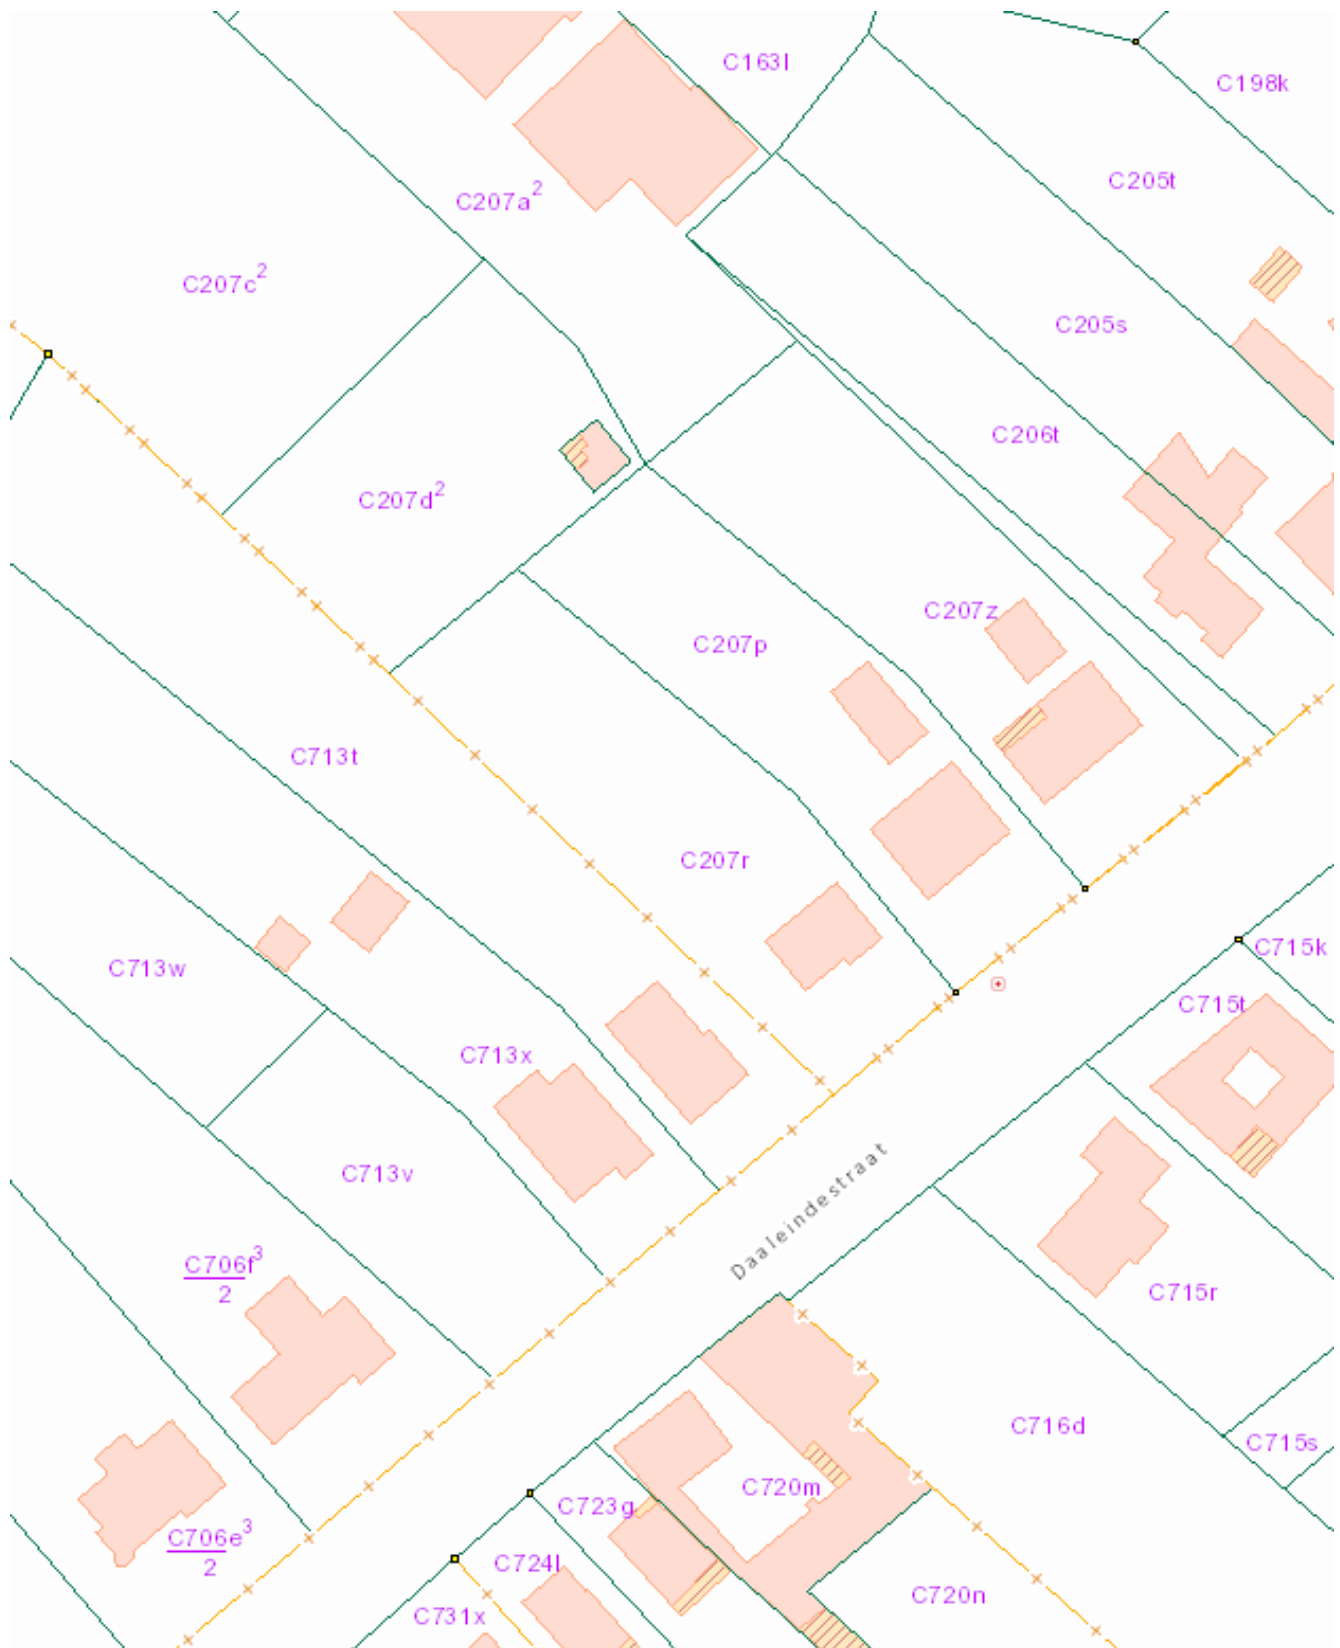 C163l
C198k
C205t
C207a²
C207c²
C205s
C206t
C207d²
C207z
C207p
C713t
C207r
C715k
C713w
C715t
C713x
Daaleindestraat
C713v
C706f³
2
C715r
C716d
C715s
C720m
C723g
C706e³
2
C724l
C720n
C731x